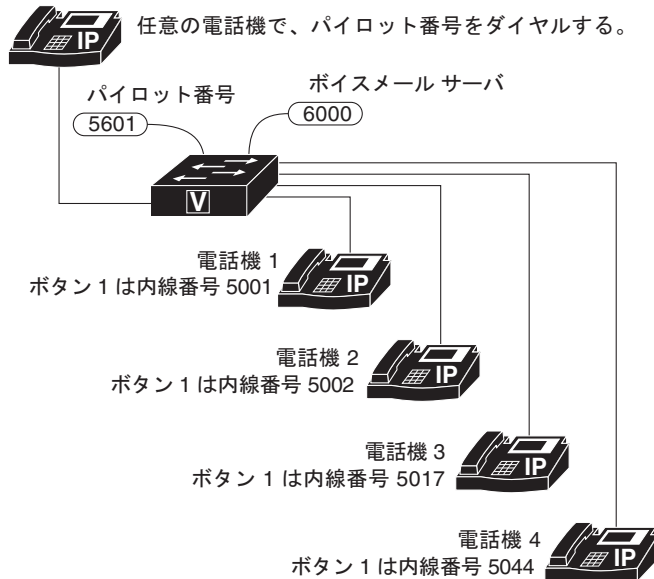 任意の電話機で、パイロット番号をダイヤルする。
IP
パイロット番号
5601
ボイスメール サーバ
6000
V
電話機 1
ボタン 1 は内線番号 5001
IP
電話機 2
ボタン 1 は内線番号 5002
IP
電話機 3
ボタン 1 は内線番号 5017
IP
電話機 4
ボタン 1 は内線番号 5044
IP